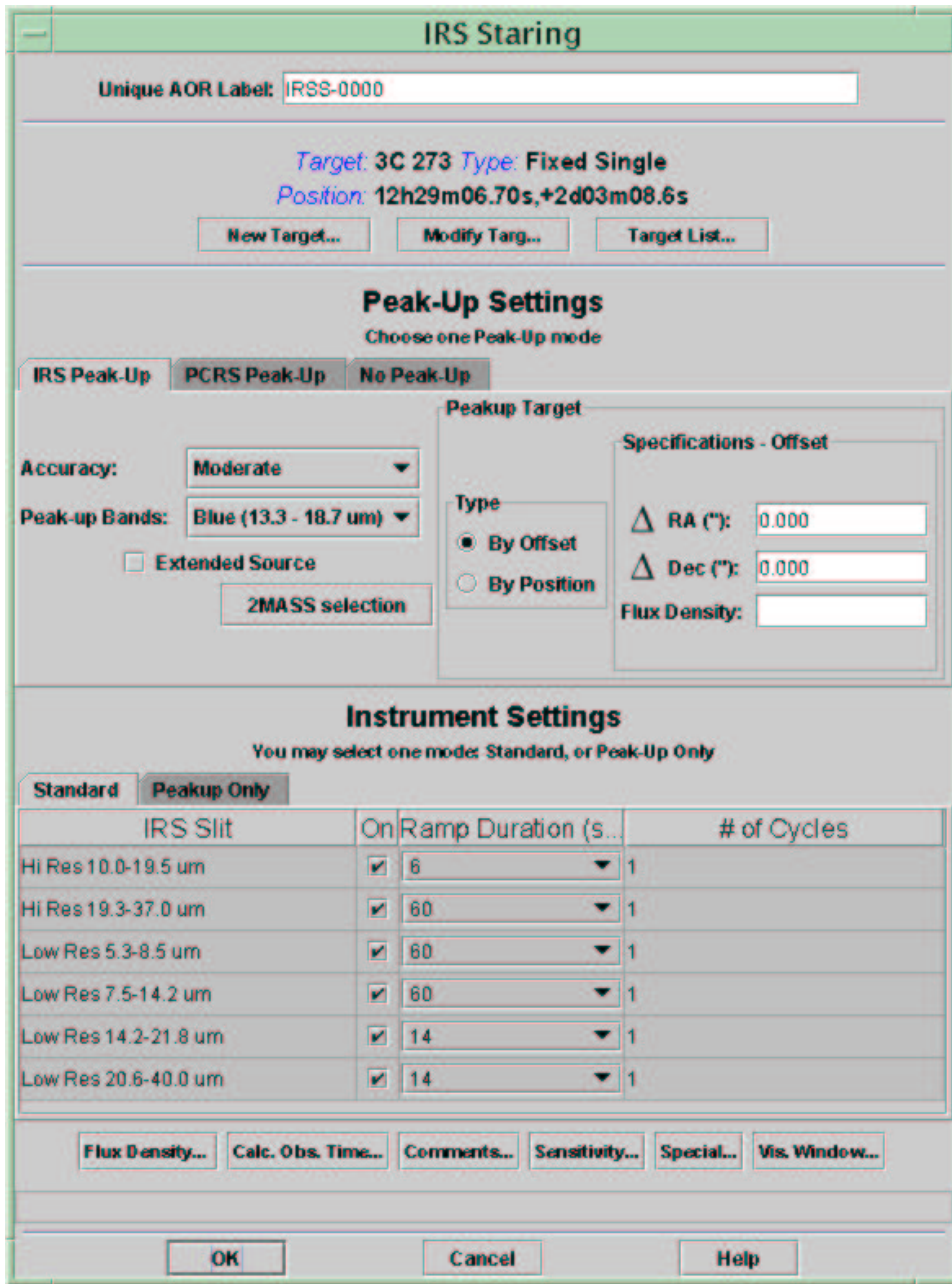 IRS Staring
Unique AOR Label: IRSS-0000
Target: 3C 273 Type: Fixed Single
Position: 12h29m06.70s,+2d03m08.6s
New Target... Modify Targ... Target List...
Peak-Up Settings
Choose one Peak-Up mode
IRS Peak-Up PCRS Peak-Up No Peak-Up
Peakup Target
Specifications - Offset
Accuracy: Moderate
Peak-up Bands: Blue (13.3 - 18.7 um)
Type
Δ RA ("): 0.000
By Offset
Extended Source
Δ Dec ("): 0.000
By Position
2MASS selection
Flux Density:
Instrument Settings
You may select one mode: Standard, or Peak-Up Only
Standard Peakup Only
IRS Slit On Ramp Duration (s... # of Cycles
Hi Res 10.0-19.5 um 6 1
Hi Res 19.3-37.0 um 60 1
Low Res 5.3-8.5 um 60 1
Low Res 7.5-14.2 um 60 1
Low Res 14.2-21.8 um 14 1
Low Res 20.6-40.0 um 14 1
Flux Density... Calc. Obs. Time... Comments... Sensitivity... Special... Vis. Window...
OK Cancel Help